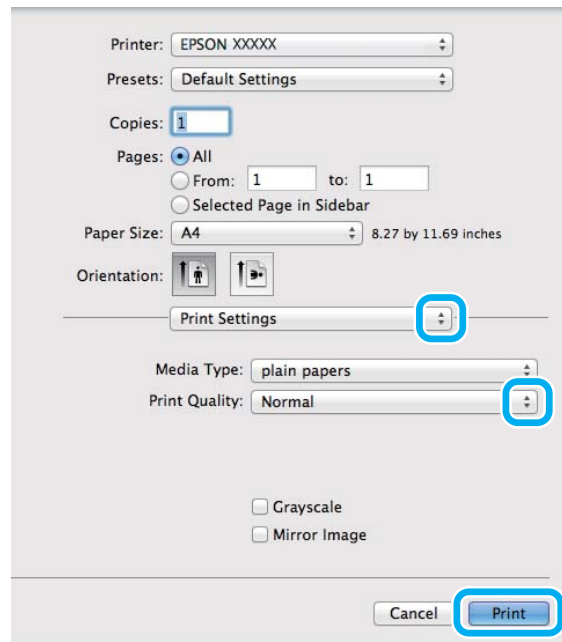 Printer: EPSON XXXXX
Presets: Default Settings
Copies: 1
Pages: All
From: 1 to: 1
Selected Page in Sidebar
Paper Size: A4 8.27 by 11.69 inches
Orientation:
Print Settings
Media Type: plain papers
Print Quality: Normal
Grayscale
Mirror Image
Cancel Print